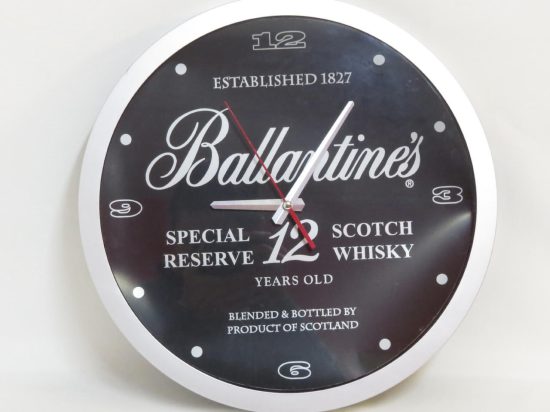 12
ESTABLISHED 1827
Ballantine's ®
9
3
SPECIAL 12 SCOTCH
RESERVE WHISKY
YEARS OLD
BLENDED & BOTTLED BY
PRODUCT OF SCOTLAND
6